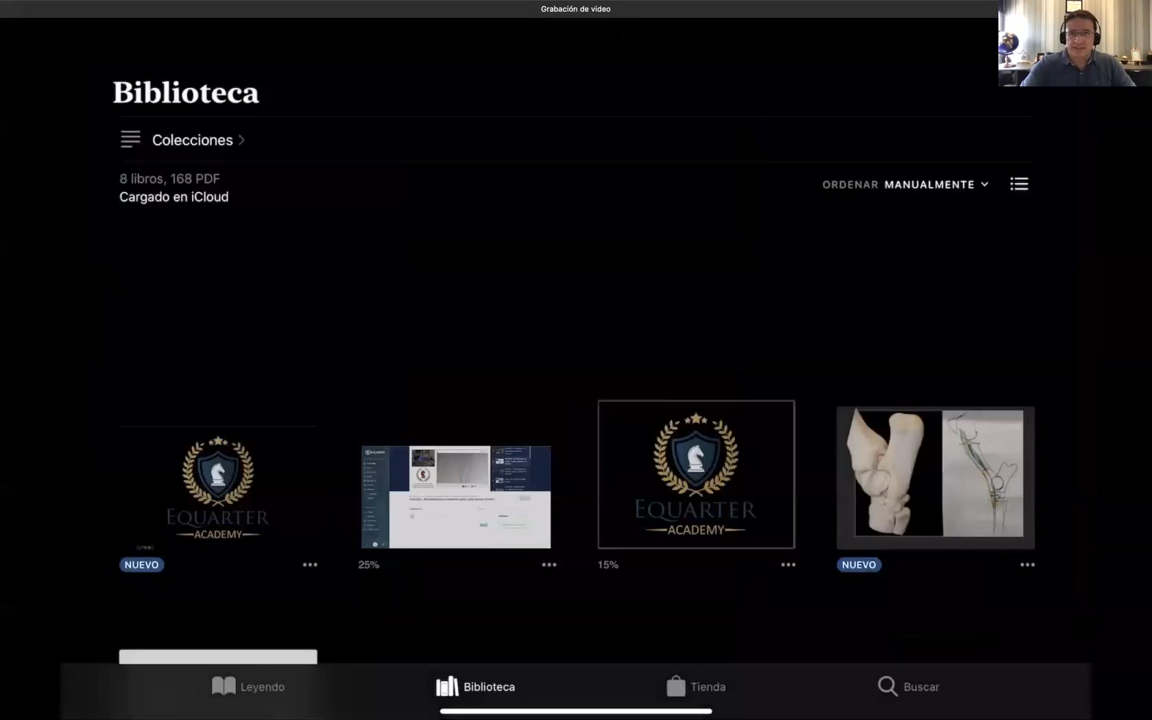 Grabación de video
Biblioteca
Colecciones
8 libros, 168 PDF
Cargado en iCloud
ORDENAR MANUALMENTE
EQUARTER
ACADEMY
EQUARTER
ACADEMY
NUEVO
25%
15%
NUEVO
Leyendo
Biblioteca
Tienda
Buscar